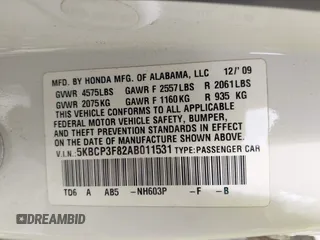 MFD. BY HONDA MFG. OF ALABAMA, LLC 12/'09
GVWR 4575LBS GAWR F 2557LBS R 2061LBS
GVWR 2075KG GAWR F 1160KG R 935 KG
THIS VEHICLE CONFORMS TO ALL APPLICABLE
FEDERAL MOTOR VEHICLE SAFETY, BUMPER,
AND THEFT PREVENTION STANDARDS IN
EFFECT ON THE DATE OF MANUFACTURE
SHOWN ABOVE.
V.I.N.: 5KBCP3F82AB011531 TYPE:PASSENGER CAR
TD6 A AB5 -NH603P -F -B
DREAMBID